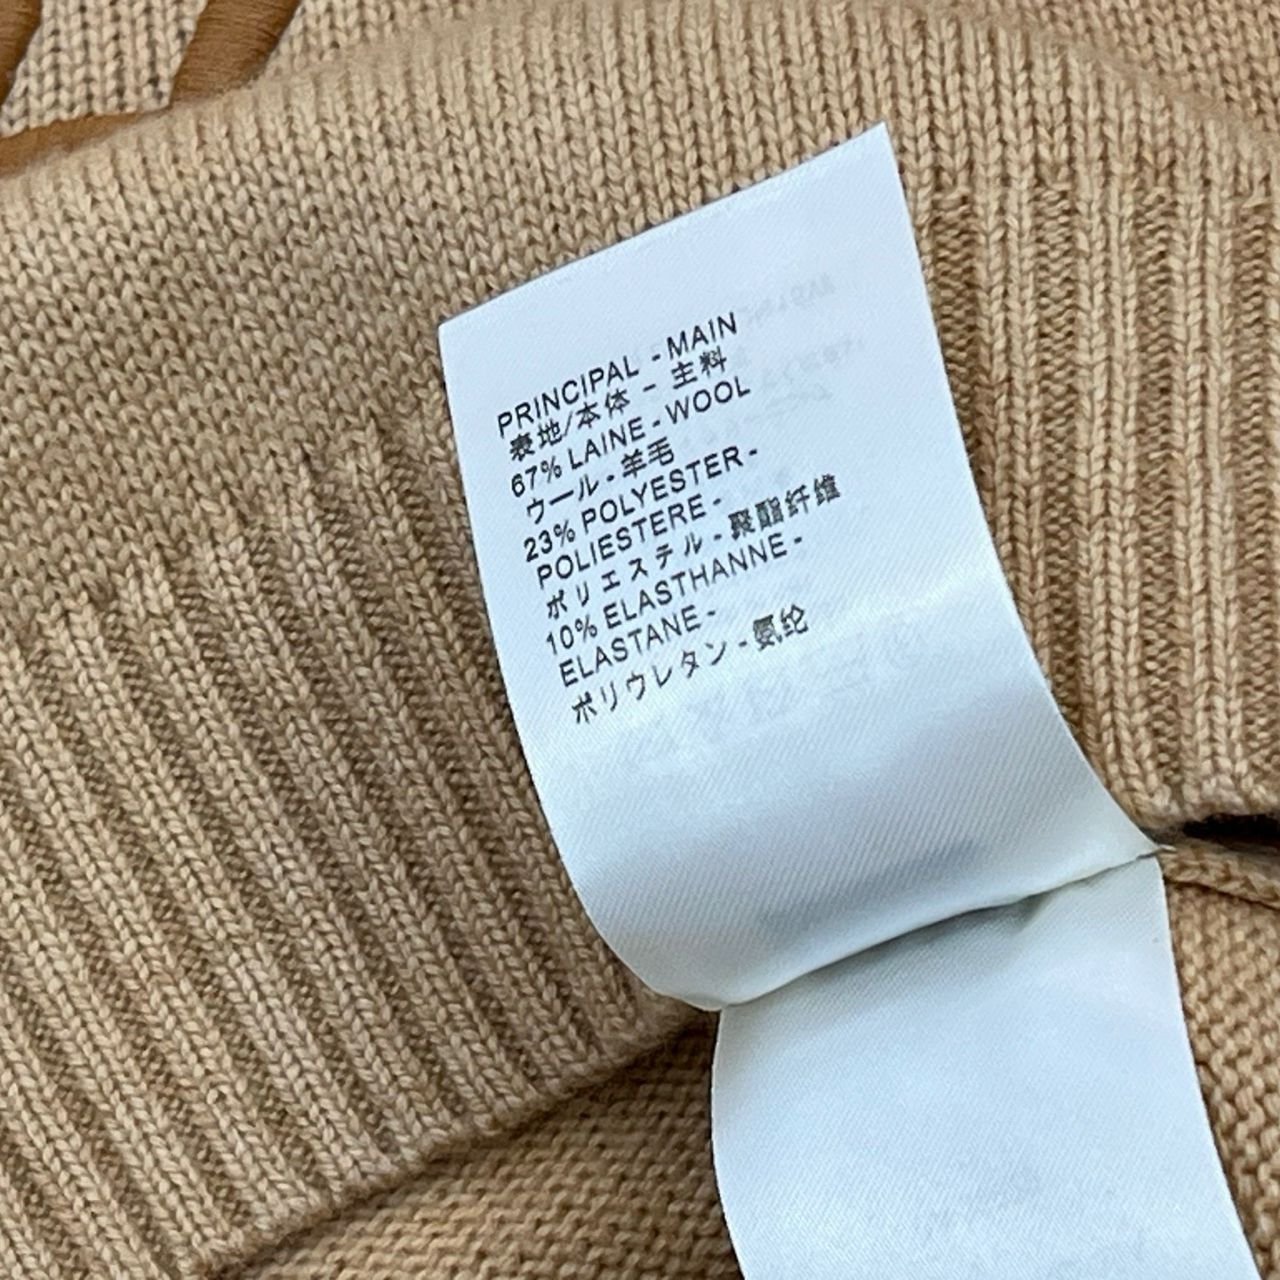 PRINCIPAL - MAIN
表地/本体 - 主料
67% LAINE - WOOL
ウール - 羊毛
23% POLYESTER -
POLIESTERE -
ポリエステル - 聚酯纤维
10% ELASTHANNE -
ELASTANE -
ポリウレタン - 氨纶